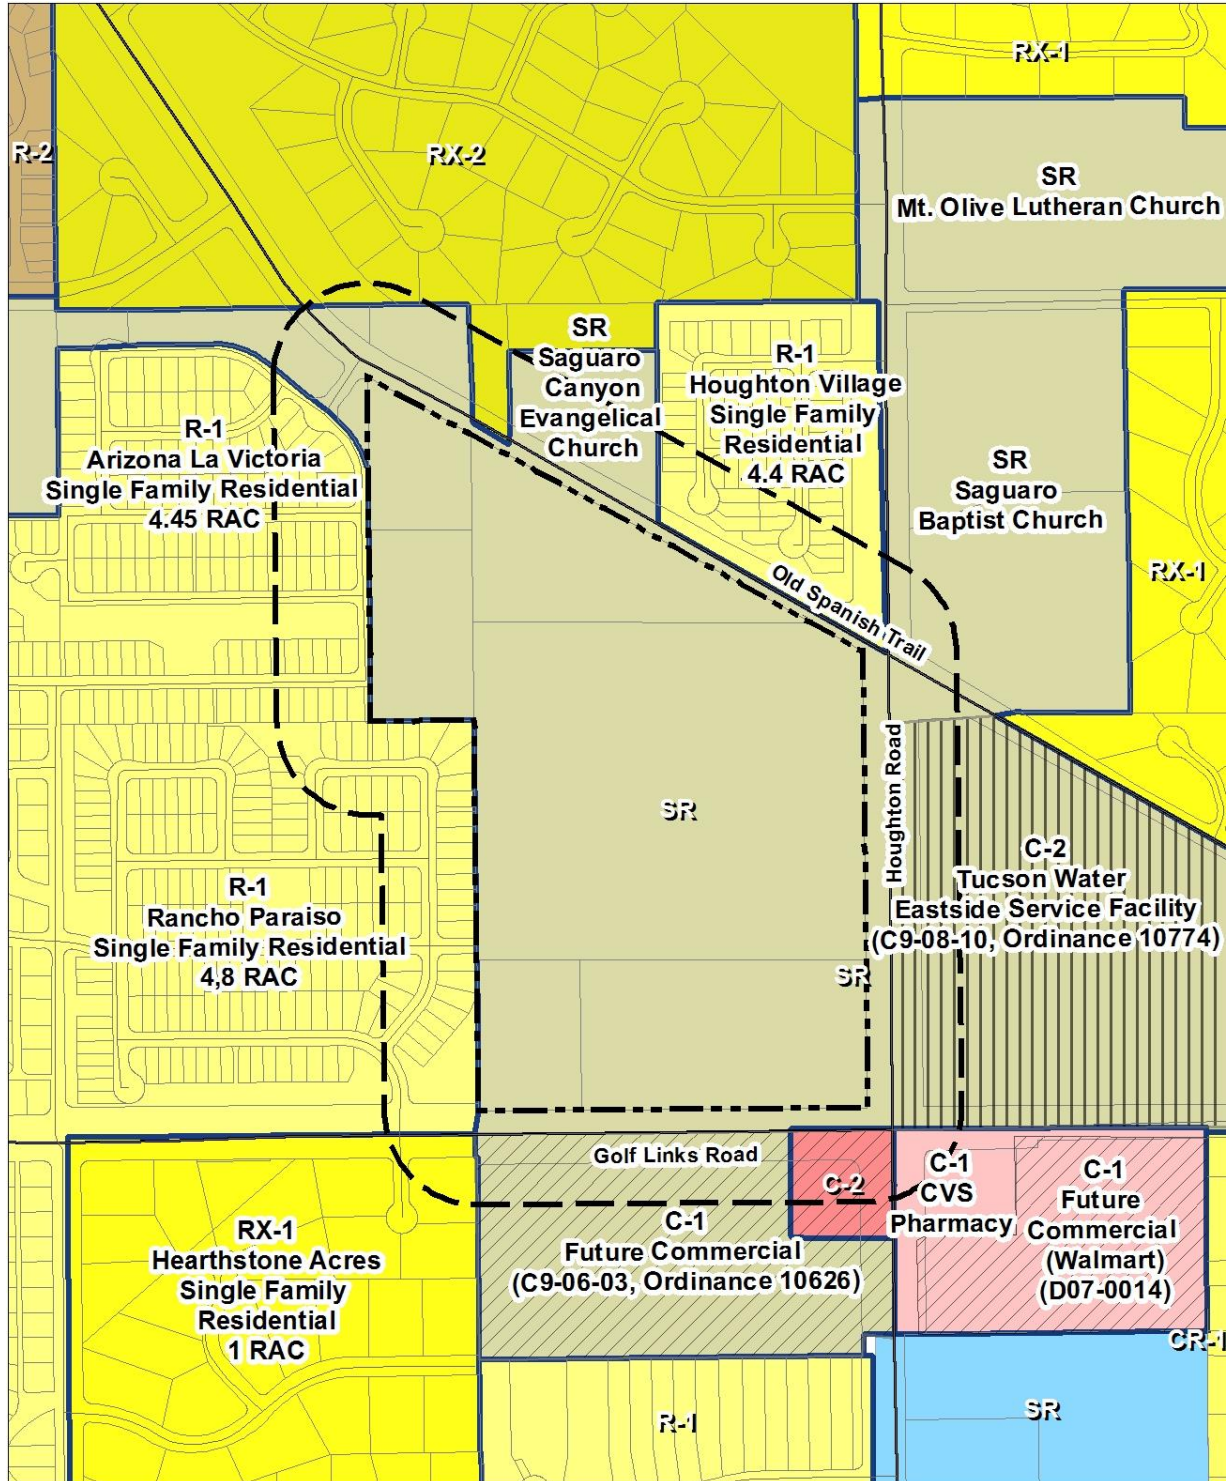 RX-1
R-2
RX-2
SR
Mt. Olive Lutheran Church
SR
Saguaro
Canyon
Evangelical
Church
R-1
Houghton Village
Single Family
Residential
4.4 RAC
R-1
Arizona La Victoria
Single Family Residential
4.45 RAC
SR
Saguaro
Baptist Church
RX-1
Old Spanish Trail
Houghton Road
SR
C-2
Tucson Water
Eastside Service Facility
(C9-08-10, Ordinance 10774)
R-1
Rancho Paraiso
Single Family Residential
4,8 RAC
SR
Golf Links Road
C-2
C-1
CVS
Pharmacy
C-1
Future
Commercial
(Walmart)
(D07-0014)
C-1
Future Commercial
(C9-06-03, Ordinance 10626)
RX-1
Hearthstone Acres
Single Family
Residential
1 RAC
CR-1
R-1
SR